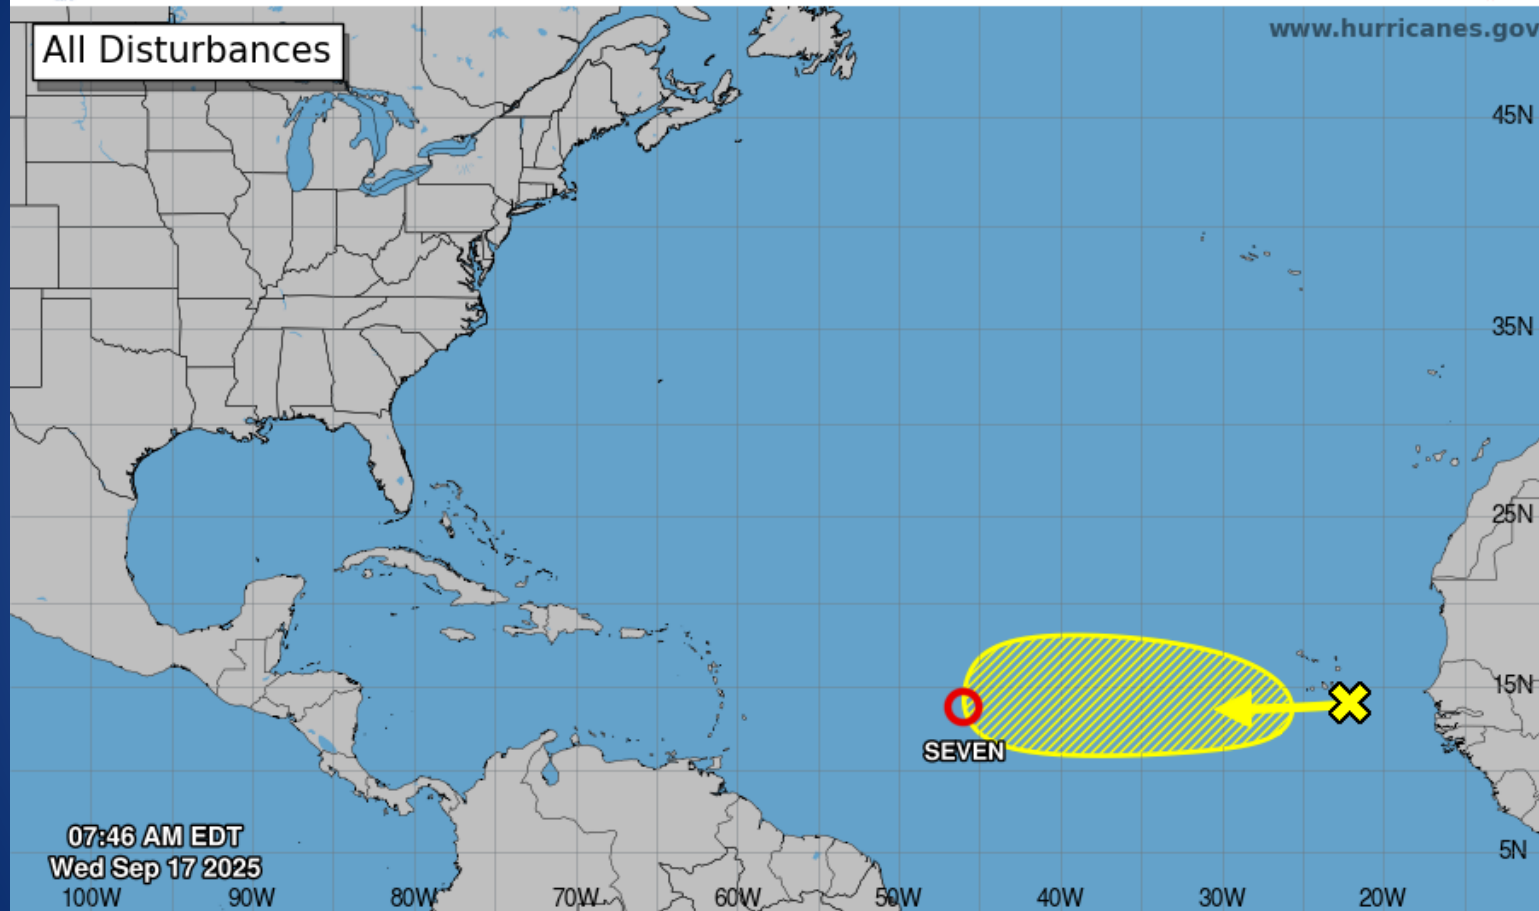 All Disturbances
www.hurricanes.gov
45N
35N
25N
15N
SEVEN
07:46 AM EDT
Wed Sep 17 2025
5N
100W
90W
80W
70W
60W
50W
40W
30W
20W